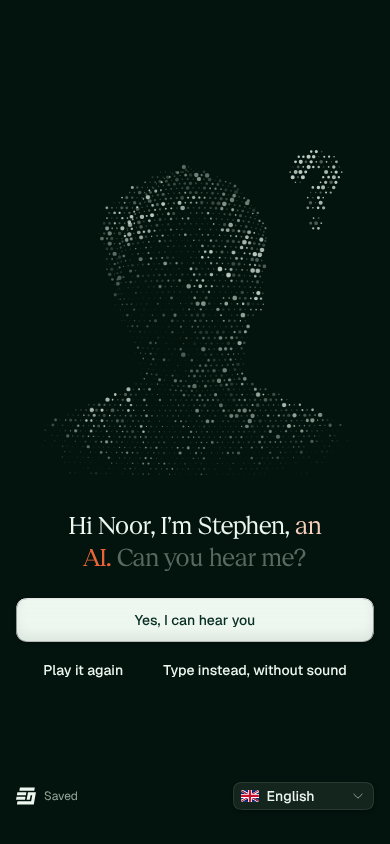 ?
Hi Noor, I’m Stephen, an
AI. Can you hear me?
Yes, I can hear you
Play it again
Type instead, without sound
Saved
English